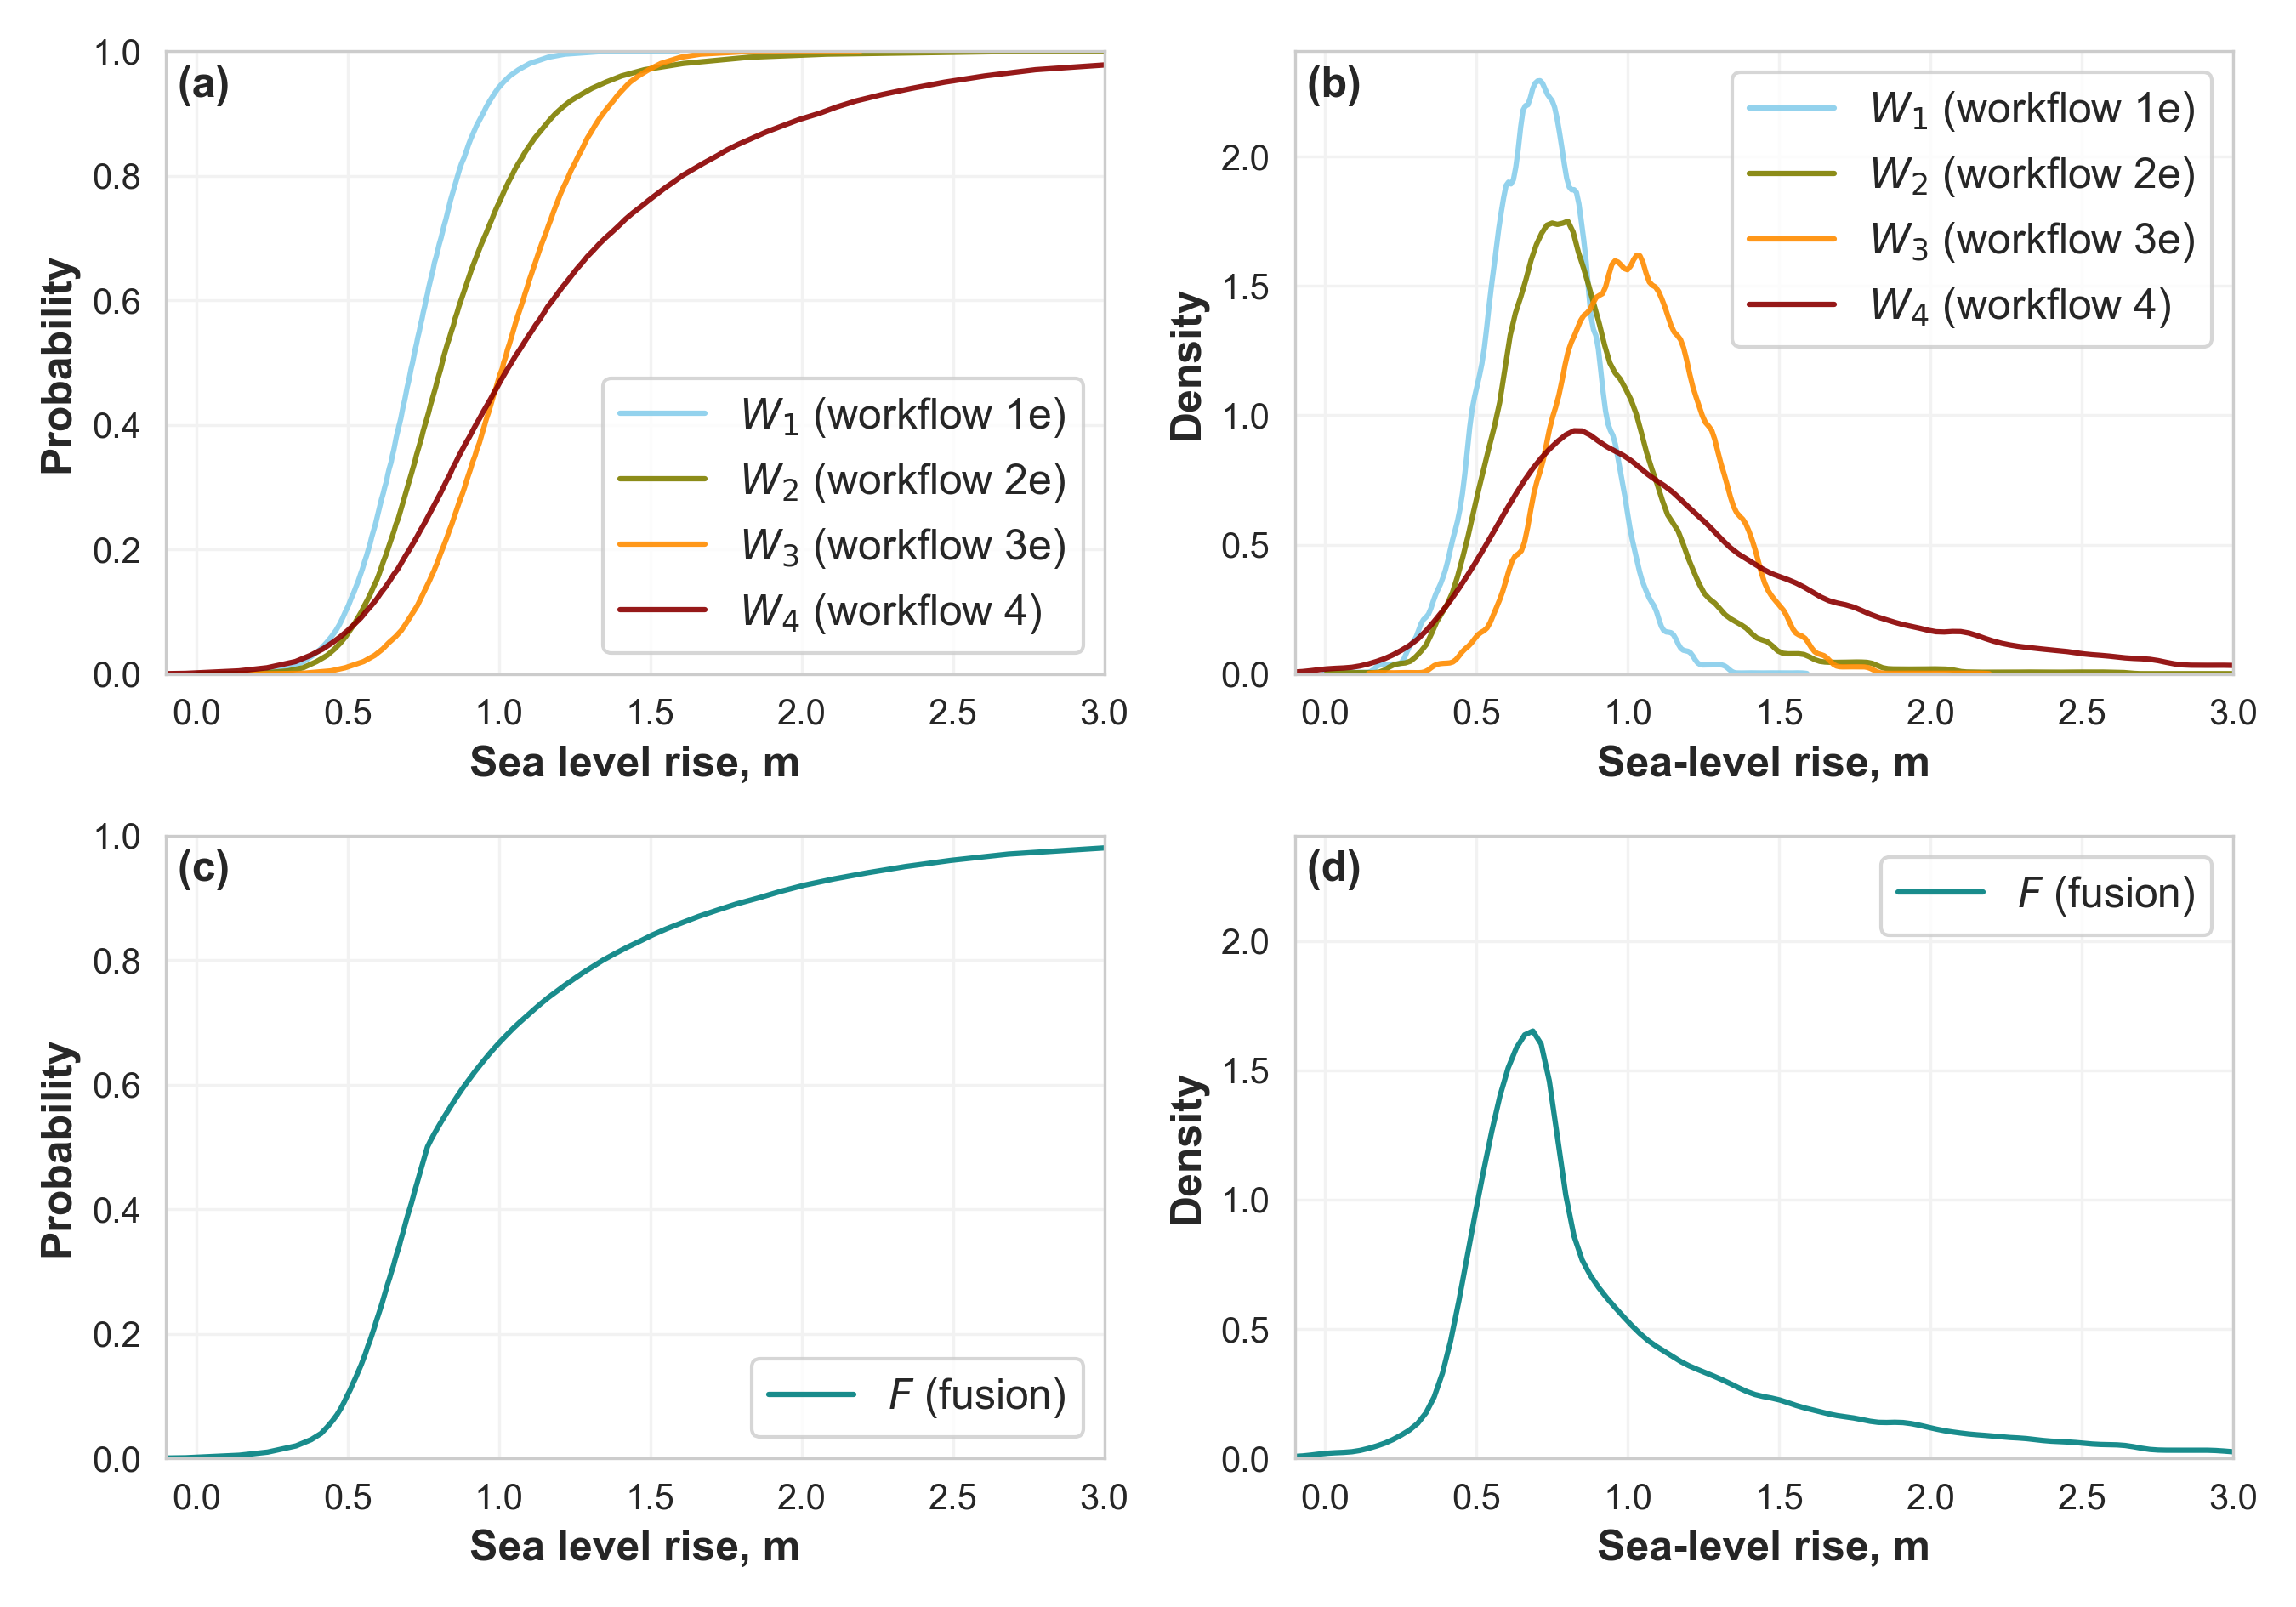 (a)
Probability
1.0
0.8
0.6
0.4
0.2
0.0
W1 (workflow 1e)
W2 (workflow 2e)
W3 (workflow 3e)
W4 (workflow 4)
0.0 0.5 1.0 1.5 2.0 2.5 3.0
Sea level rise, m
(b)
Density
2.0
1.5
1.0
0.5
0.0
W1 (workflow 1e)
W2 (workflow 2e)
W3 (workflow 3e)
W4 (workflow 4)
0.0 0.5 1.0 1.5 2.0 2.5 3.0
Sea-level rise, m
(c)
Probability
1.0
0.8
0.6
0.4
0.2
0.0
F (fusion)
0.0 0.5 1.0 1.5 2.0 2.5 3.0
Sea level rise, m
(d)
Density
2.0
1.5
1.0
0.5
0.0
F (fusion)
0.0 0.5 1.0 1.5 2.0 2.5 3.0
Sea-level rise, m